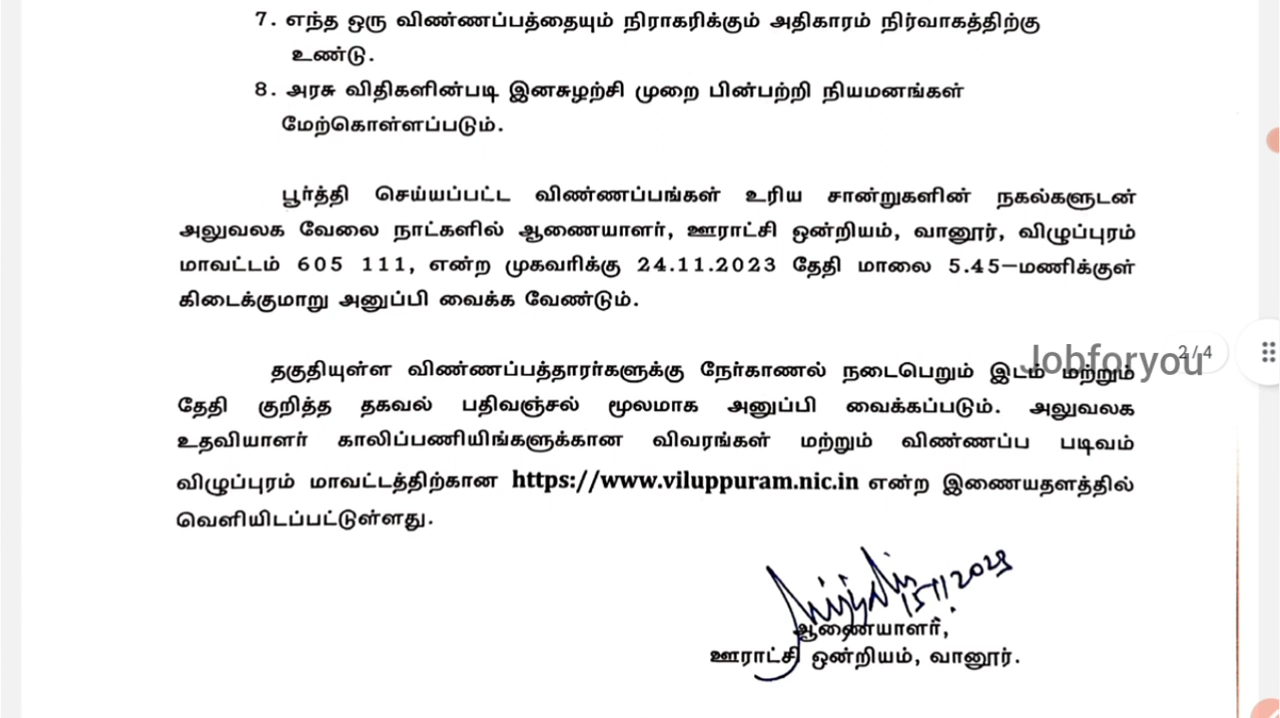 7. எந்த ஒரு விண்ணப்பத்தையும் நிராகரிக்கும் அதிகாரம் நிர்வாகத்திற்கு
உண்டு.
8. அரசு விதிகளின்படி இனசுழற்சி முறை பின்பற்றி நியமனங்கள்
மேற்கொள்ளப்படும்.
பூர்த்தி செய்யப்பட்ட விண்ணப்பங்கள் உரிய சான்றுகளின் நகல்களுடன்
அலுவலக வேலை நாட்களில் ஆணையாளர், ஊராட்சி ஒன்றியம், வானூர், விழுப்புரம்
மாவட்டம் 605 111, என்ற முகவரிக்கு 24.11.2023 தேதி மாலை 5.45-மணிக்குள்
கிடைக்குமாறு அனுப்பி வைக்க வேண்டும்.
Jobforyou 2/4
தகுதியுள்ள விண்ணப்பத்தாரர்களுக்கு நேர்காணல் நடைபெறும் இடம் மற்றும்
தேதி குறித்த தகவல் பதிவஞ்சல் மூலமாக அனுப்பி வைக்கப்படும். அலுவலக
உதவியாளர் காலிப்பணியிங்களுக்கான விவரங்கள் மற்றும் விண்ணப்ப படிவம்
விழுப்புரம் மாவட்டத்திற்கான https://www.viluppuram.nic.in என்ற இணையதளத்தில்
வெளியிடப்பட்டுள்ளது.
15/11/2023
ஆணையாளர்,
ஊராட்சி ஒன்றியம், வானூர்.